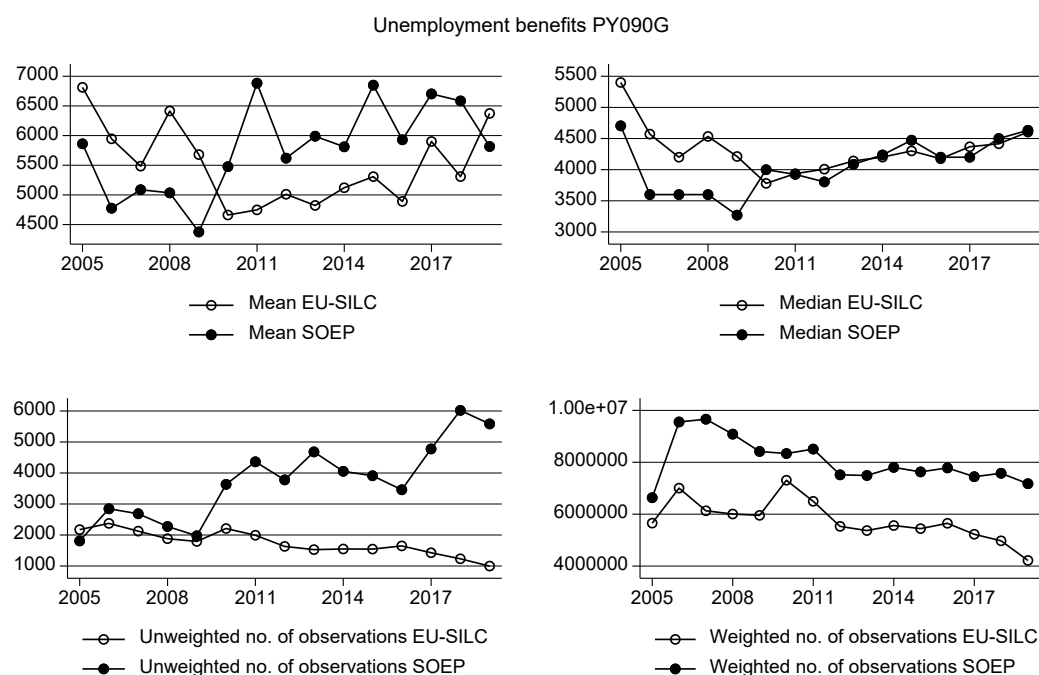 Unemployment benefits PY090G
7000
6500
6000
5500
5000
4500
2005 2008 2011 2014 2017
Mean EU-SILC
Mean SOEP
5500
5000
4500
4000
3500
3000
2005 2008 2011 2014 2017
Median EU-SILC
Median SOEP
6000
5000
4000
3000
2000
1000
2005 2008 2011 2014 2017
Unweighted no. of observations EU-SILC
Unweighted no. of observations SOEP
1.00e+07
8000000
6000000
4000000
2005 2008 2011 2014 2017
Weighted no. of observations EU-SILC
Weighted no. of observations SOEP